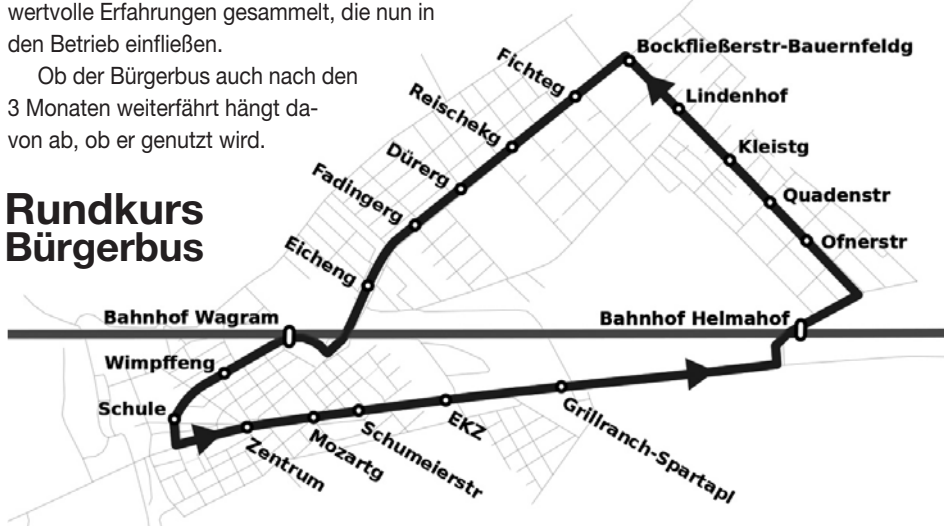 wertvolle Erfahrungen gesammelt, die nun in
den Betrieb einfließen.
Ob der Bürgerbus auch nach den
3 Monaten weiterfährt hängt da-
von ab, ob er genutzt wird.
Rundkurs
Bürgerbus
Bockfließerstr-Bauernfeldg
Fichteg
Lindenhof
Reischekg
Kleistg
Dürerg
Quadenstr
Fadingerg
Ofnerstr
Eicheng
Bahnhof Wagram
Bahnhof Helmahof
Wimpffeng
Schule
Zentrum
Mozartg
Schumeierstr
EKZ
Grillranch-Spartapl